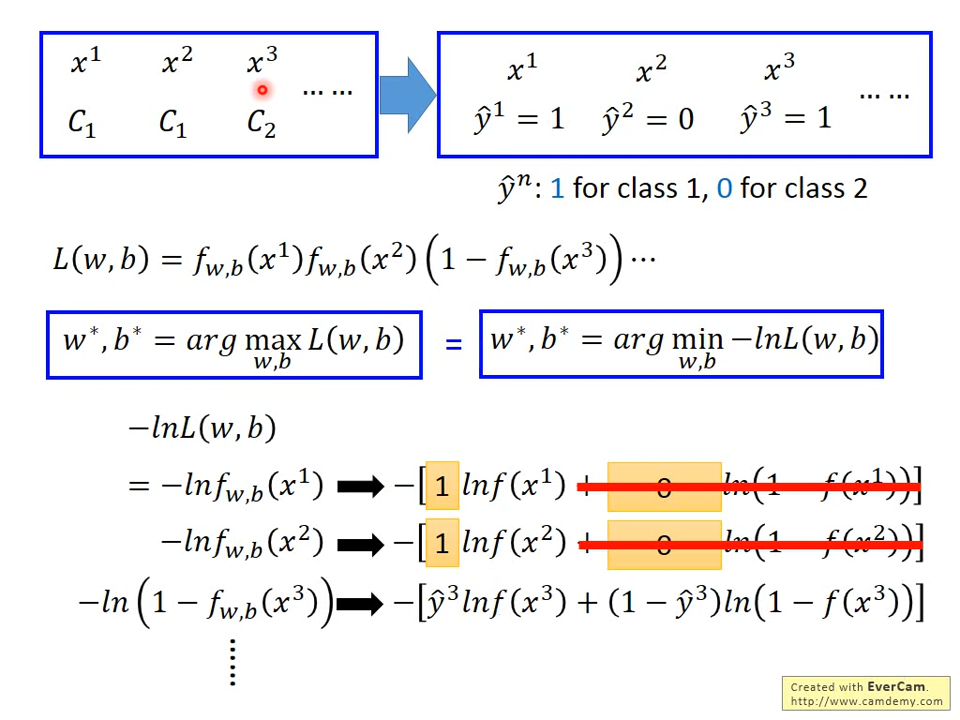 x¹ x² x³ ... ...
C₁ C₁ C₂
x¹ x² x³ ... ...
ŷ¹ = 1 ŷ² = 0 ŷ³ = 1
ŷⁿ: 1 for class 1, 0 for class 2
L(w, b) = f_{w,b}(x¹)f_{w,b}(x²)(1 − f_{w,b}(x³))⋯
w*, b* = arg max_{w,b} L(w, b) = w*, b* = arg min_{w,b} −lnL(w, b)
−lnL(w, b)
= −lnf_{w,b}(x¹) ➡ −[1 lnf(x¹) + 0 ln(1 − f(x¹))]
−lnf_{w,b}(x²) ➡ −[1 lnf(x²) + 0 ln(1 − f(x²))]
−ln(1 − f_{w,b}(x³)) ➡ −[ŷ³lnf(x³) + (1 − ŷ³)ln(1 − f(x³))]
⋮
Created with EverCam.
http://www.camdemy.com